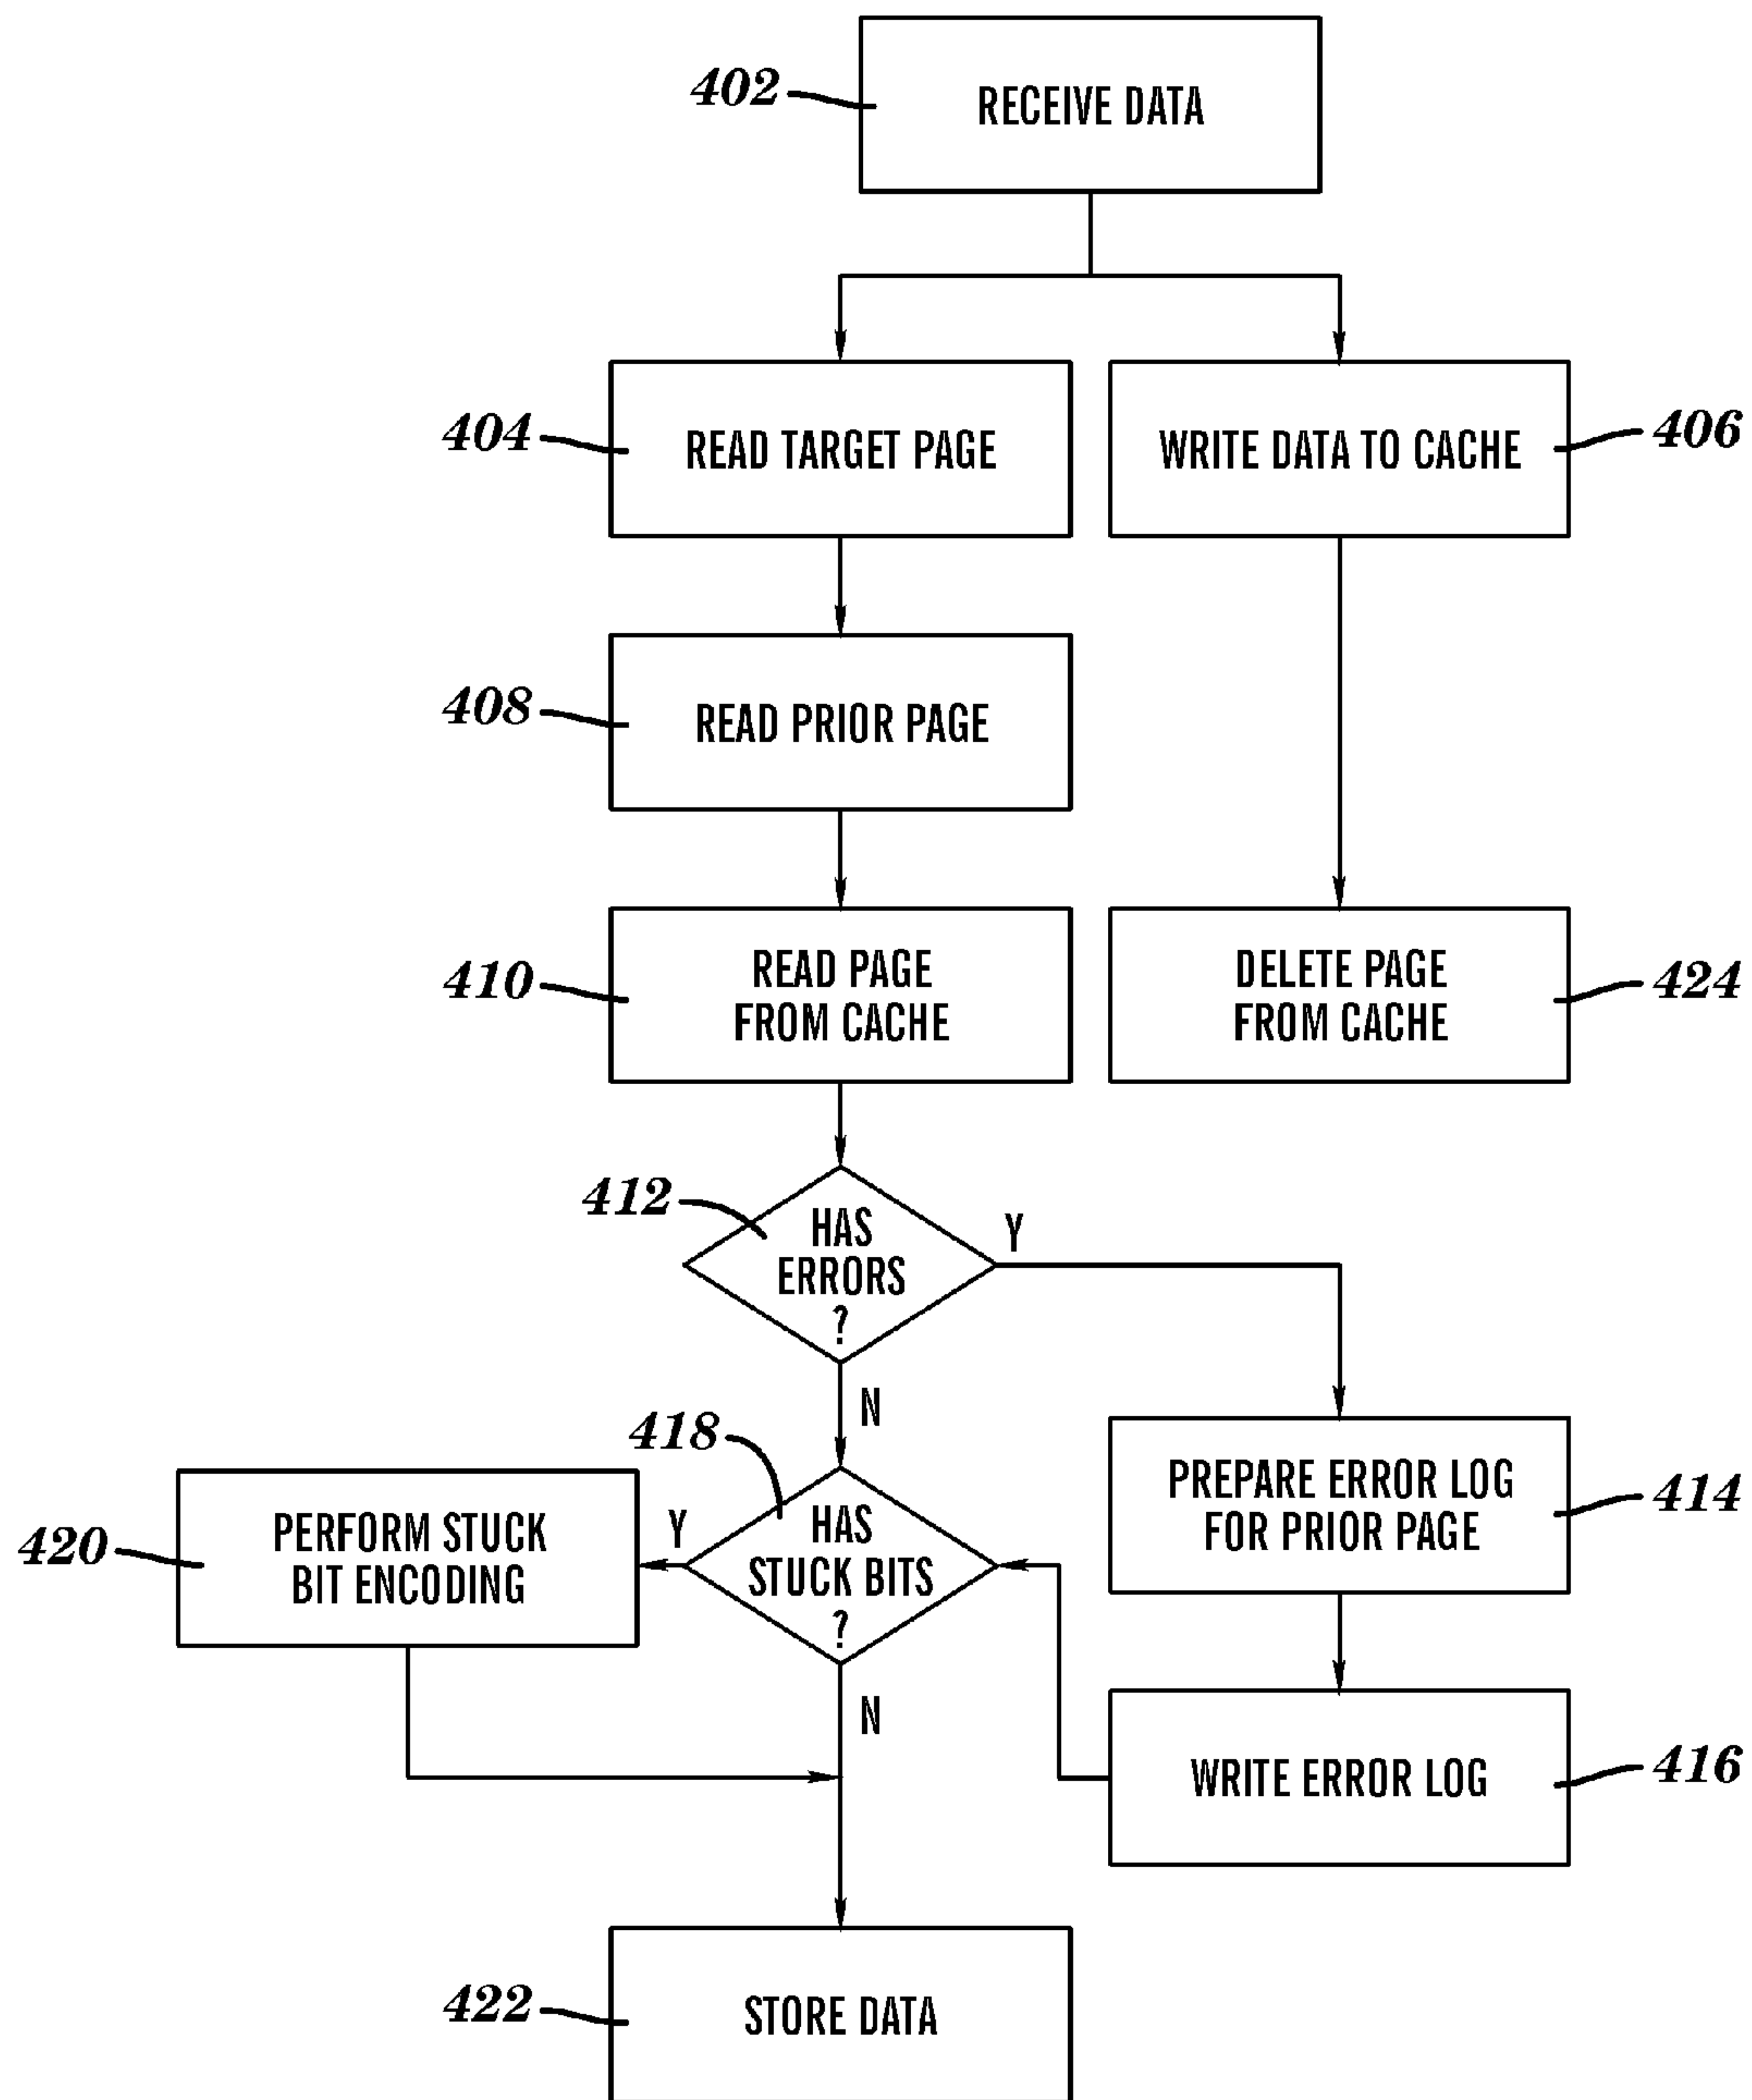 402
RECEIVE DATA
404
READ TARGET PAGE
WRITE DATA TO CACHE
406
408
READ PRIOR PAGE
410
READ PAGE
FROM CACHE
DELETE PAGE
FROM CACHE
424
412
HAS
ERRORS
?
Y
N
418
HAS
STUCK BITS
?
Y
N
420
PERFORM STUCK
BIT ENCODING
PREPARE ERROR LOG
FOR PRIOR PAGE
414
WRITE ERROR LOG
416
422
STORE DATA